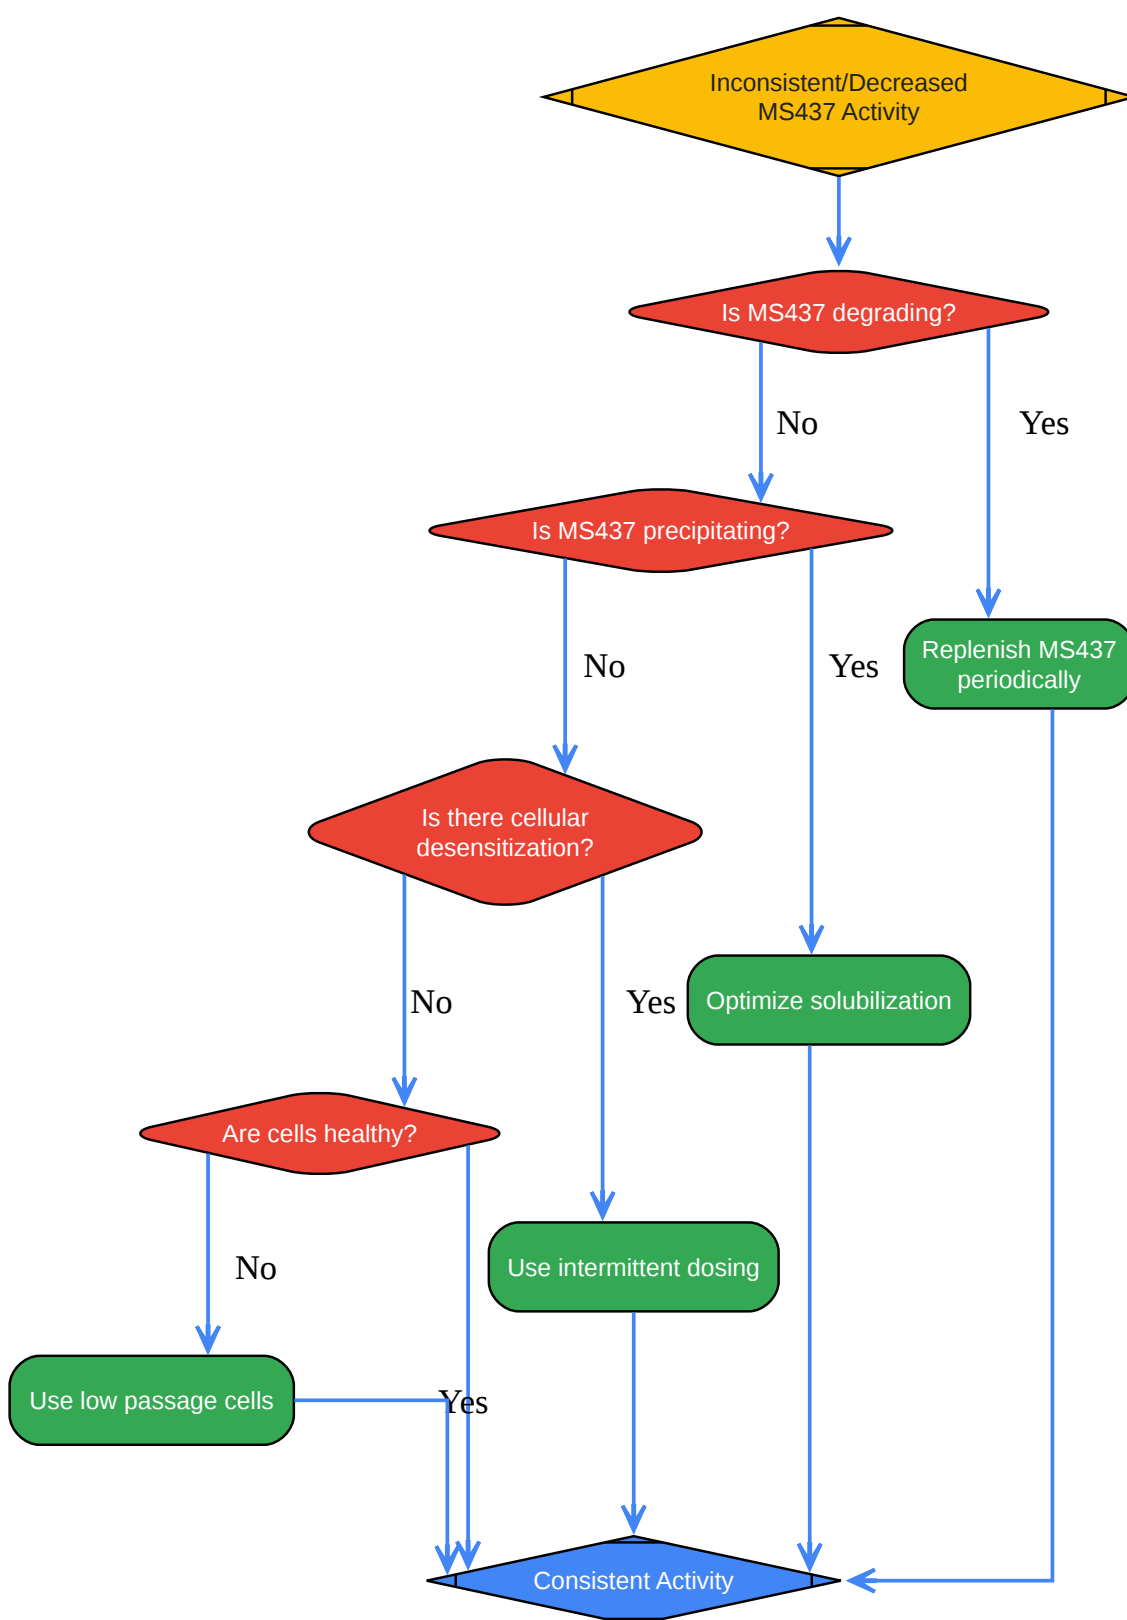 Inconsistent/Decreased
MS437 Activity
Is MS437 degrading?
No
Yes
Is MS437 precipitating?
No
Yes
Replenish MS437
periodically
Is there cellular
desensitization?
No
Yes
Optimize solubilization
Are cells healthy?
No
Use intermittent dosing
Use low passage cells
Yes
Consistent Activity